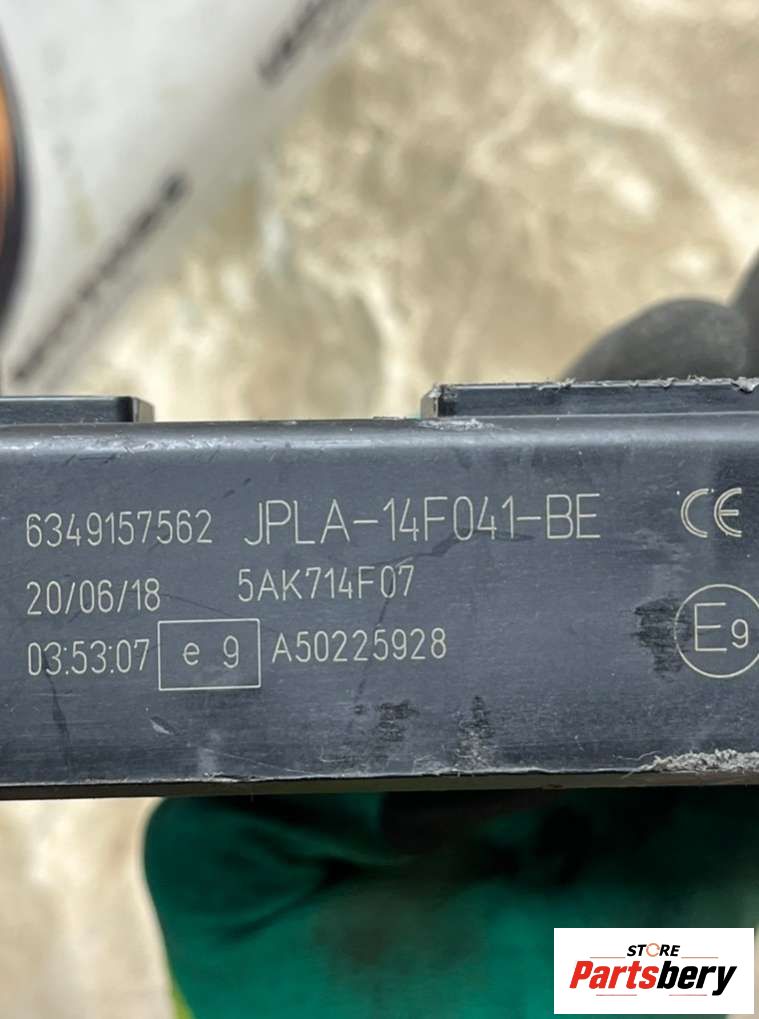 6349157562 JPLA-14F041-BE CE
20/06/18 5AK714F07
03:53:07 e 9 A50225928 E9
STORE
Partsbery